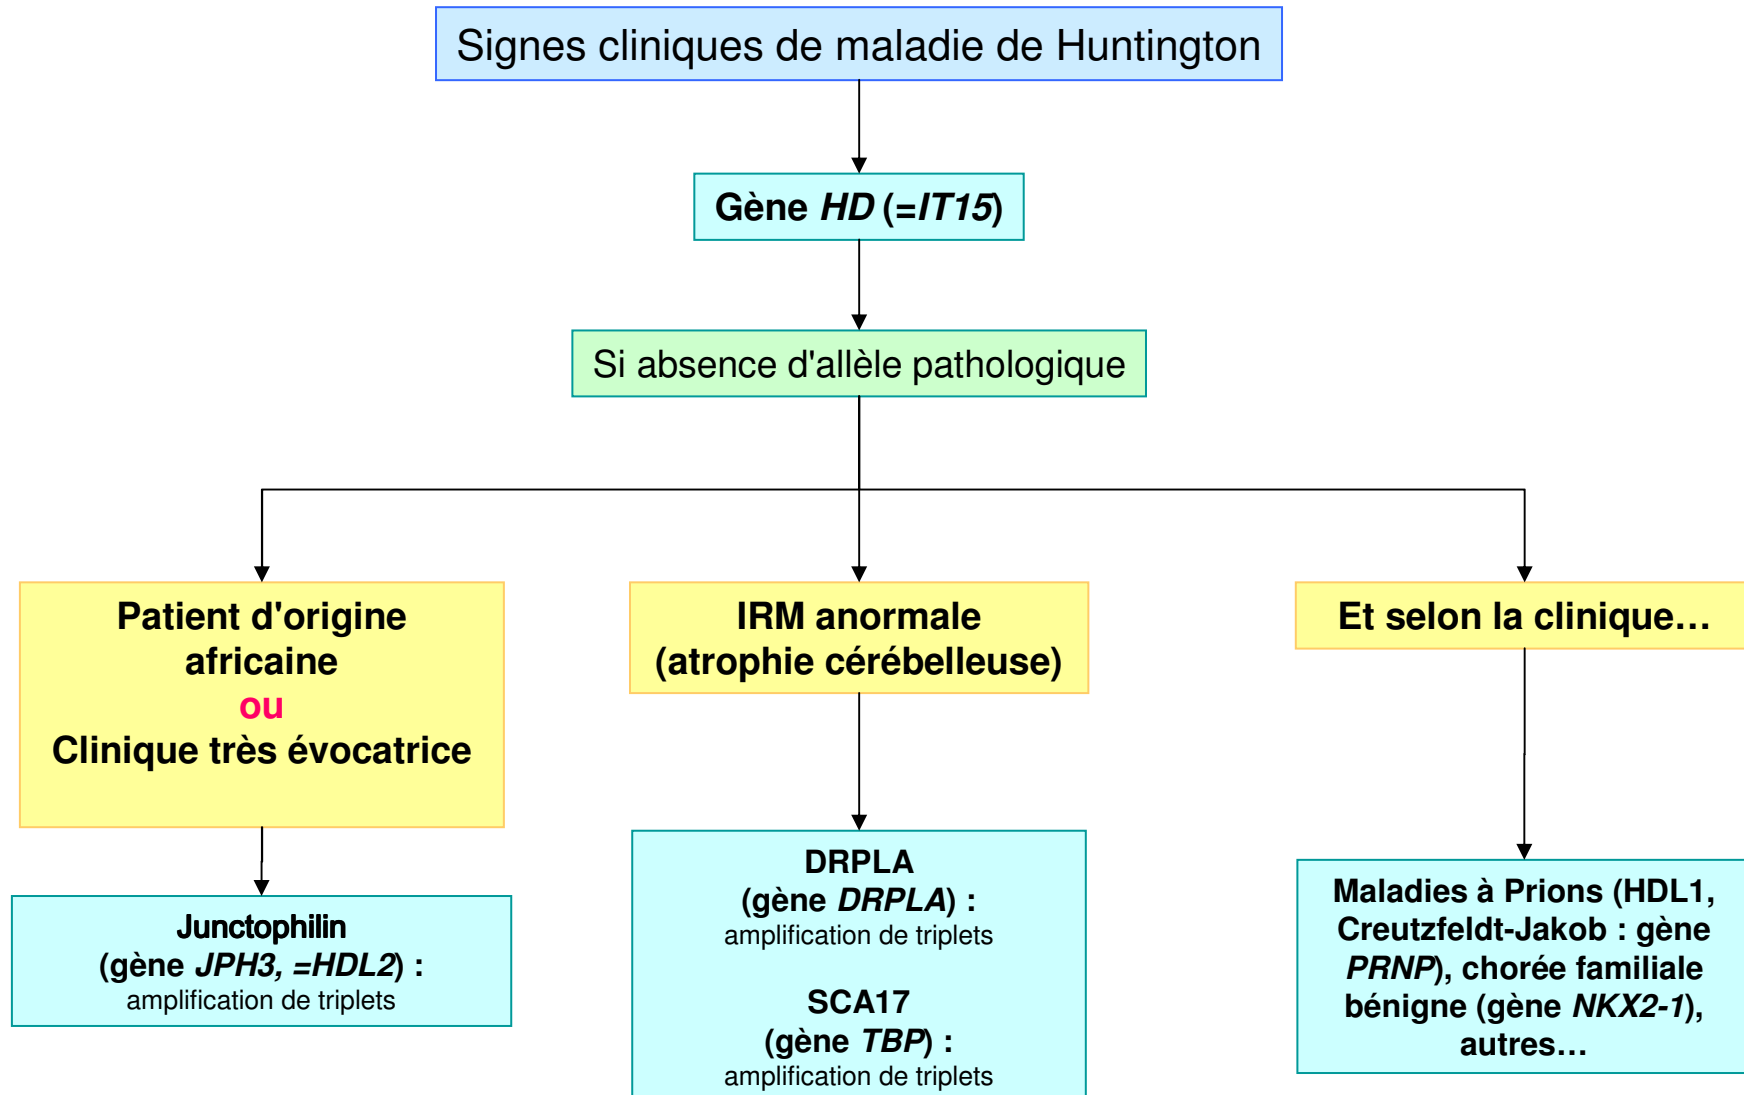 Signes cliniques de maladie de Huntington
Gène HD (=IT15)
Si absence d'allèle pathologique
Patient d'origine
africaine
ou
Clinique très évocatrice
IRM anormale
(atrophie cérébelleuse)
Et selon la clinique…
Junctophilin
(gène JPH3, =HDL2) :
amplification de triplets
DRPLA
(gène DRPLA) :
amplification de triplets
SCA17
(gène TBP) :
amplification de triplets
Maladies à Prions (HDL1,
Creutzfeldt-Jakob : gène
PRNP), chorée familiale
bénigne (gène NKX2-1),
autres…